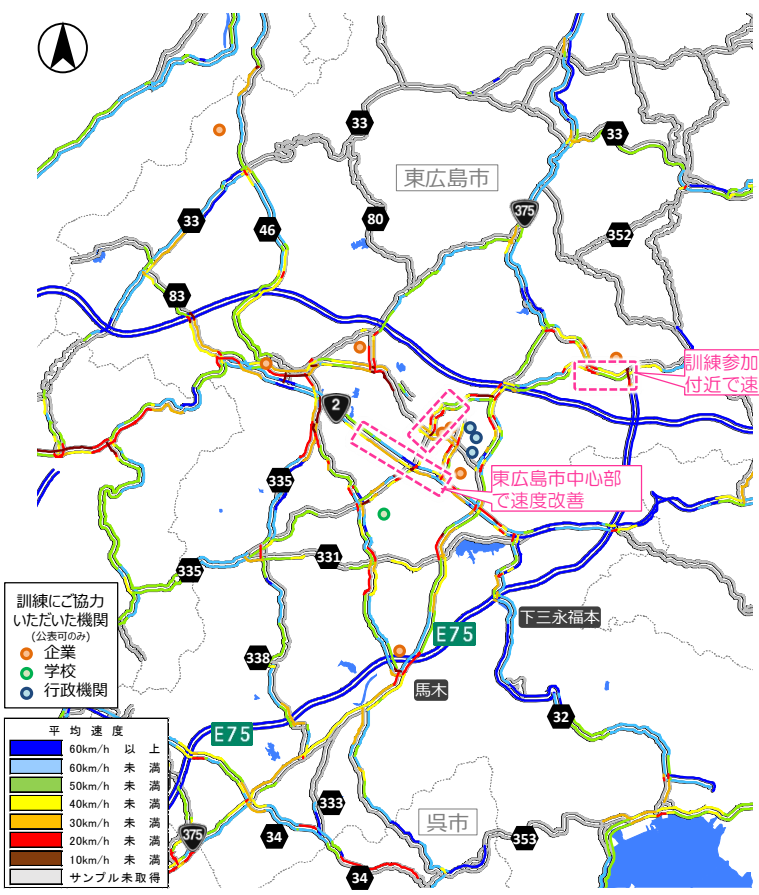 33
33
東広島市
375
80
33
46
352
83
訓練参加
付近で速
2
東広島市中心部
で速度改善
335
331
335
訓練にご協力
いただいた機関
(公表可のみ)
企業
学校
行政機関
下三永福本
E75
338
馬木
32
E75
平均速度
60km/h 以上
60km/h 未満
50km/h 未満
40km/h 未満
30km/h 未満
20km/h 未満
10km/h 未満
サンプル未取得
333
呉市
375
34
353
34